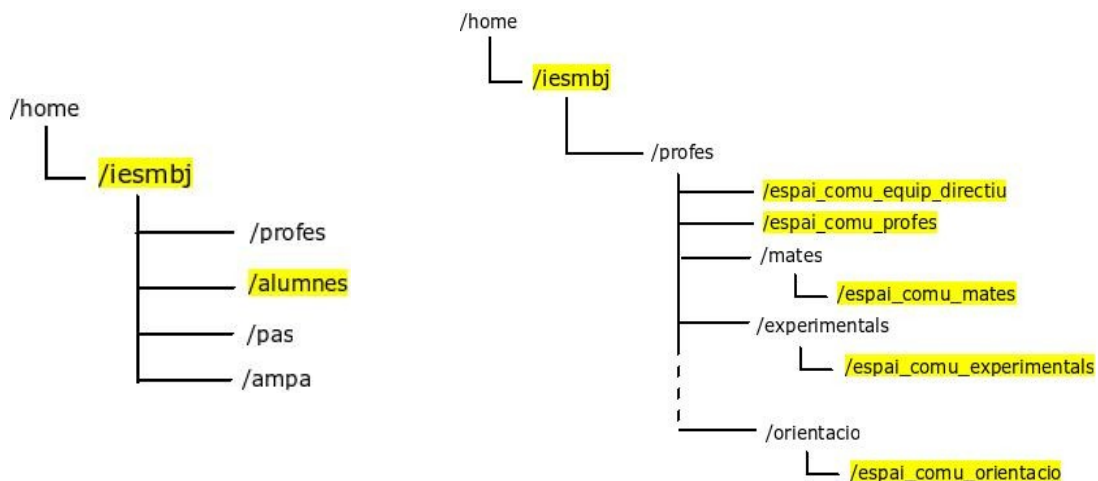 /home
/iesmbj
/profes
/alumnes
/pas
/ampa
/home
/iesmbj
/profes
/espai_comu_equip_directiu
/espai_comu_profes
/mates
/espai_comu_mates
/experimentals
/espai_comu_experimentals
/orientacio
/espai_comu_orientacio